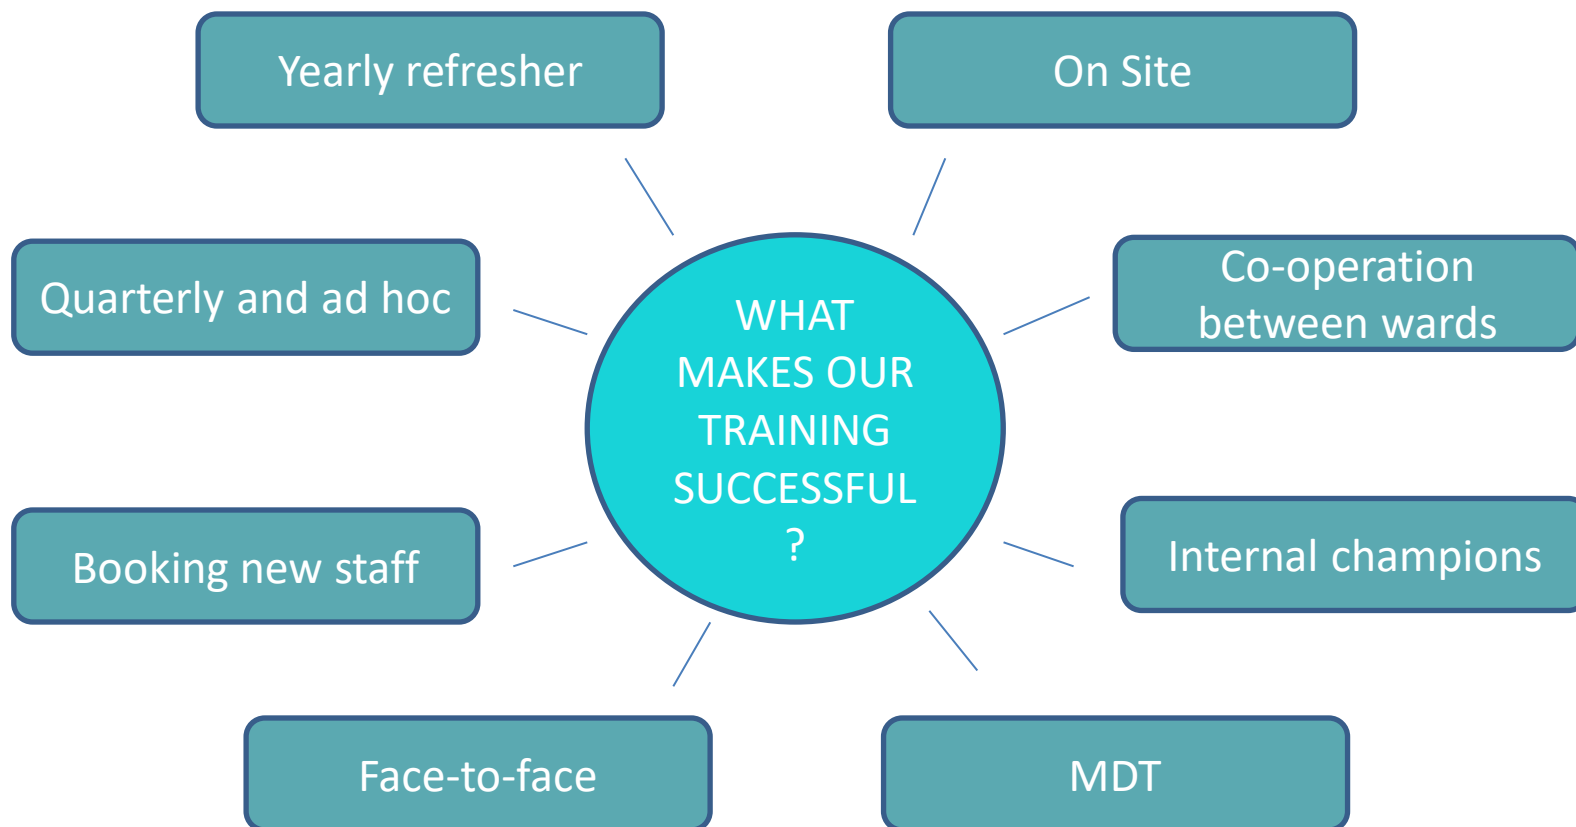 Yearly refresher
On Site
Quarterly and ad hoc
Co-operation
between wards
WHAT
MAKES OUR
TRAINING
SUCCESSFUL
?
Booking new staff
Internal champions
Face-to-face
MDT